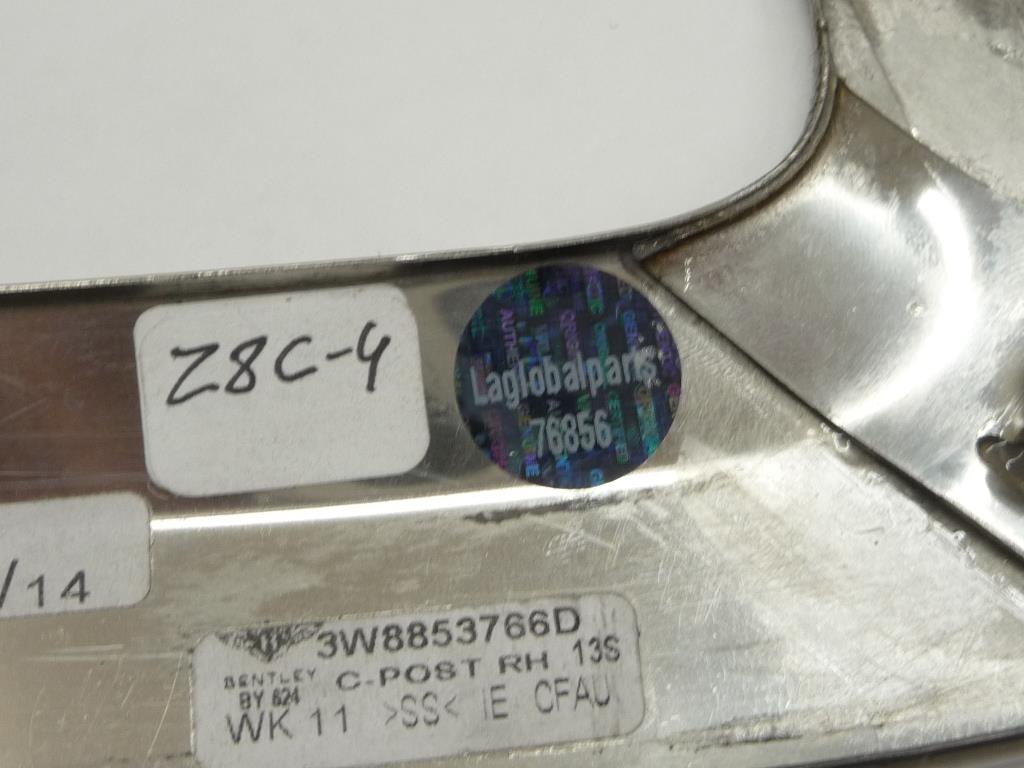 Z8C-4
Laglobalparts
76856
/14
3W8853766D
BENTLEY C-POST RH 13S
BY 624
WK 11 >SS< IE CFAU